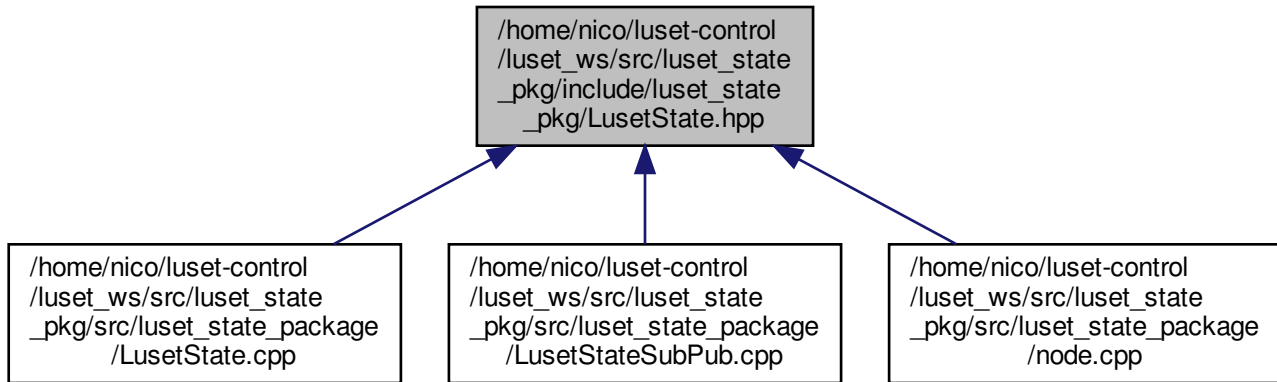 /home/nico/luset-control
/luset_ws/src/luset_state
_pkg/include/luset_state
_pkg/LusetState.hpp
/home/nico/luset-control
/luset_ws/src/luset_state
_pkg/src/luset_state_package
/LusetState.cpp
/home/nico/luset-control
/luset_ws/src/luset_state
_pkg/src/luset_state_package
/LusetStateSubPub.cpp
/home/nico/luset-control
/luset_ws/src/luset_state
_pkg/src/luset_state_package
/node.cpp